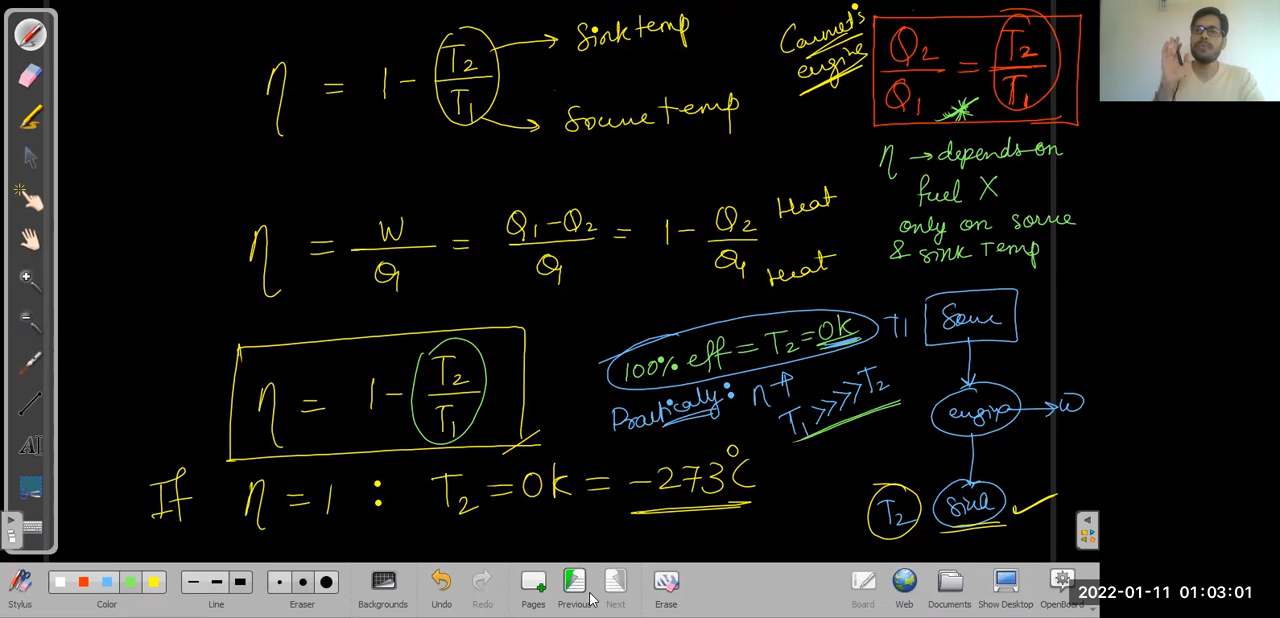 η = 1 - T₂/T₁
Sink temp
Source temp
Carnot's
engine
Q₂/Q₁ = T₂/T₁
η → depends on
fuel X
only on source
& sink Temp
η = W/Q₁ = (Q₁-Q₂)/Q₁ = 1 - Q₂/Q₁
Heat
Heat
η = 1 - T₂/T₁
100% eff = T₂ = 0K
Practically: η↑
T₁ >>>> T₂
T1
Source
engine → W
T₂
sink
If η = 1 : T₂ = 0K = -273°C
Stylus
Color
Line
Eraser
Backgrounds
Undo
Redo
Pages
Previous
Next
Erase
Board
Web
Documents
Show Desktop
OpenBoard
2022-01-11 01:03:01